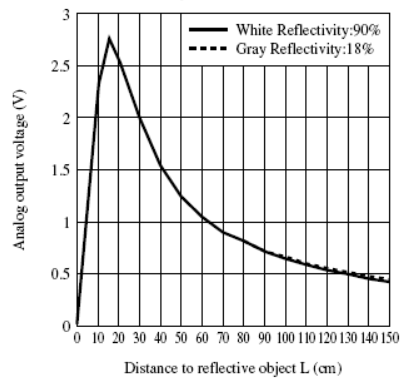 White Reflectivity:90%
Gray Reflectivity:18%
Analog output voltage (V)
3
2.5
2
1.5
1
0.5
0
0 10 20 30 40 50 60 70 80 90 100 110 120 130 140 150
Distance to reflective object L (cm)